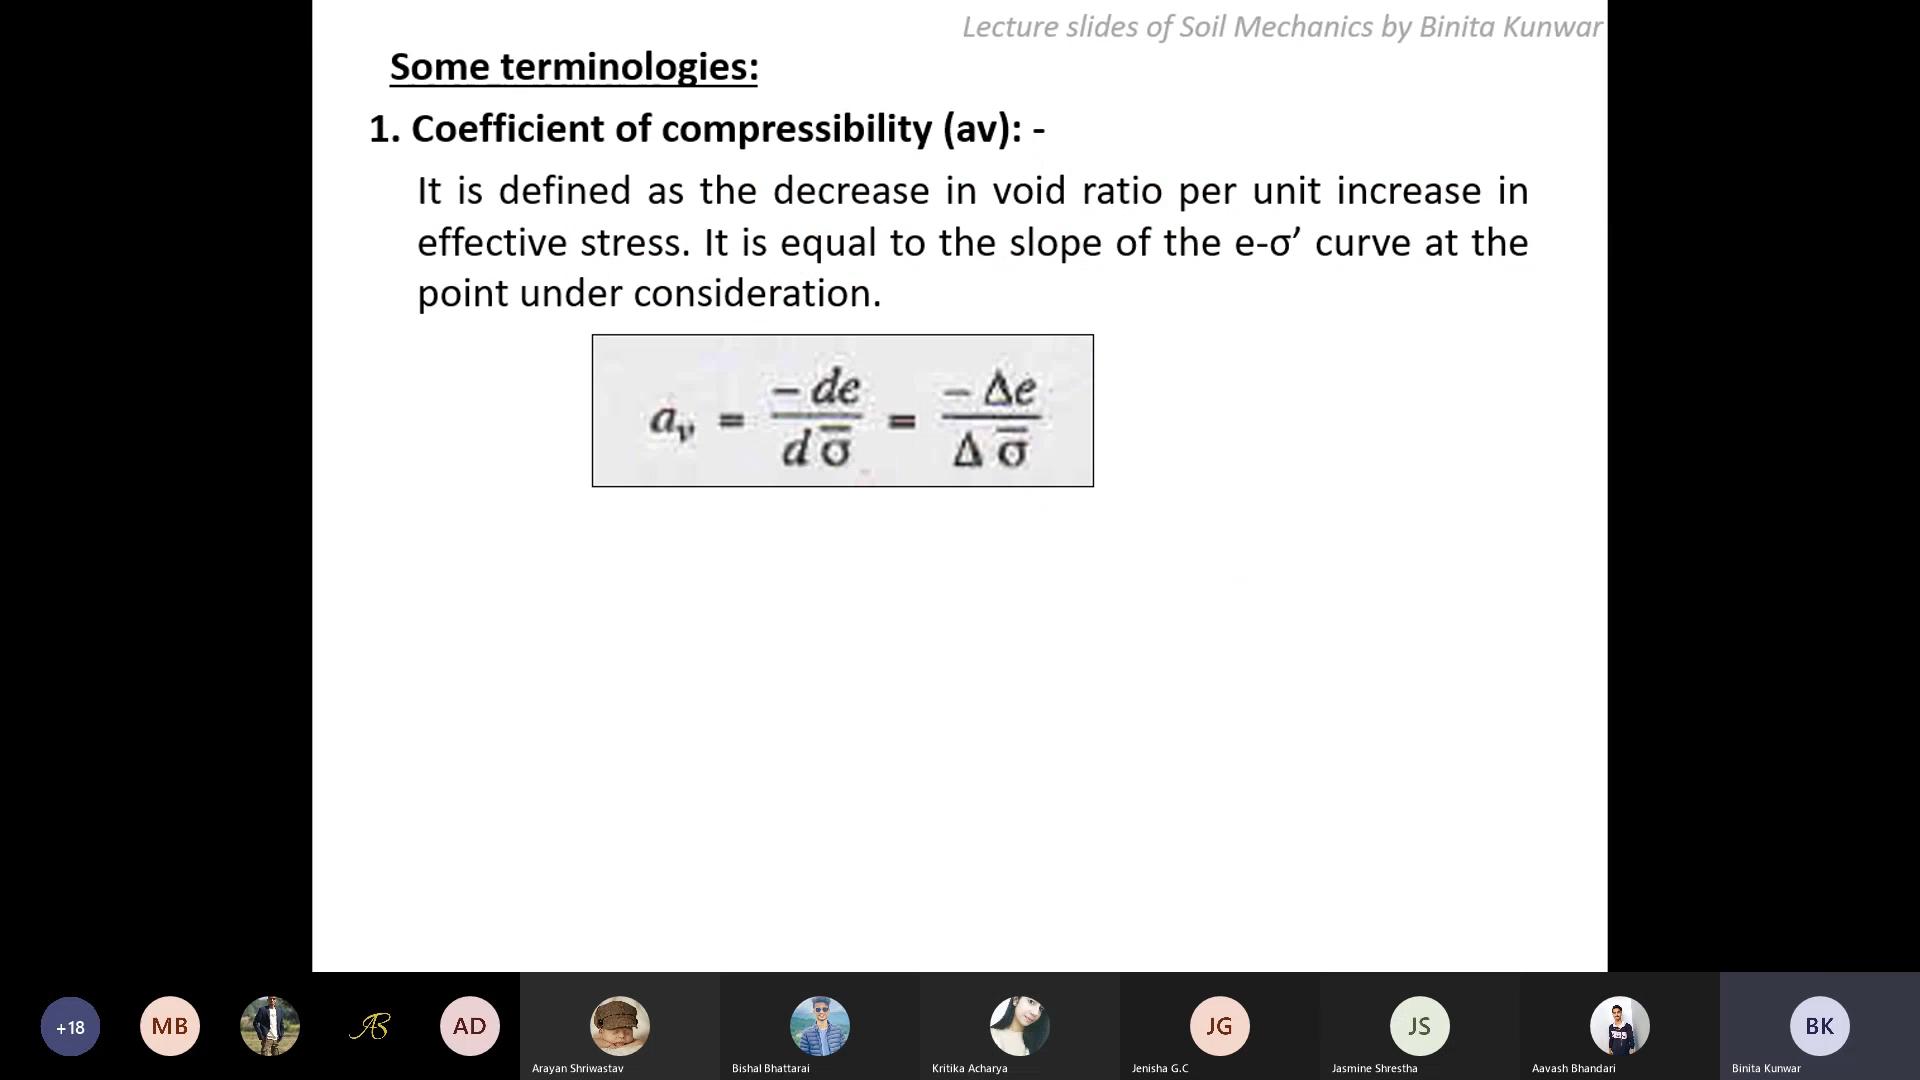 Lecture slides of Soil Mechanics by Binita Kunwar
Some terminologies:
1. Coefficient of compressibility (av): -
It is defined as the decrease in void ratio per unit increase in
effective stress. It is equal to the slope of the e-σ’ curve at the
point under consideration.
a_v = -de / dσ̅ = -Δe / Δσ̅
+18
MB
AS
AD
JG
JS
BK
Arayan Shriwastav
Bishal Bhattarai
Kritika Acharya
Jenisha G.C
Jasmine Shrestha
Aavash Bhandari
Binita Kunwar